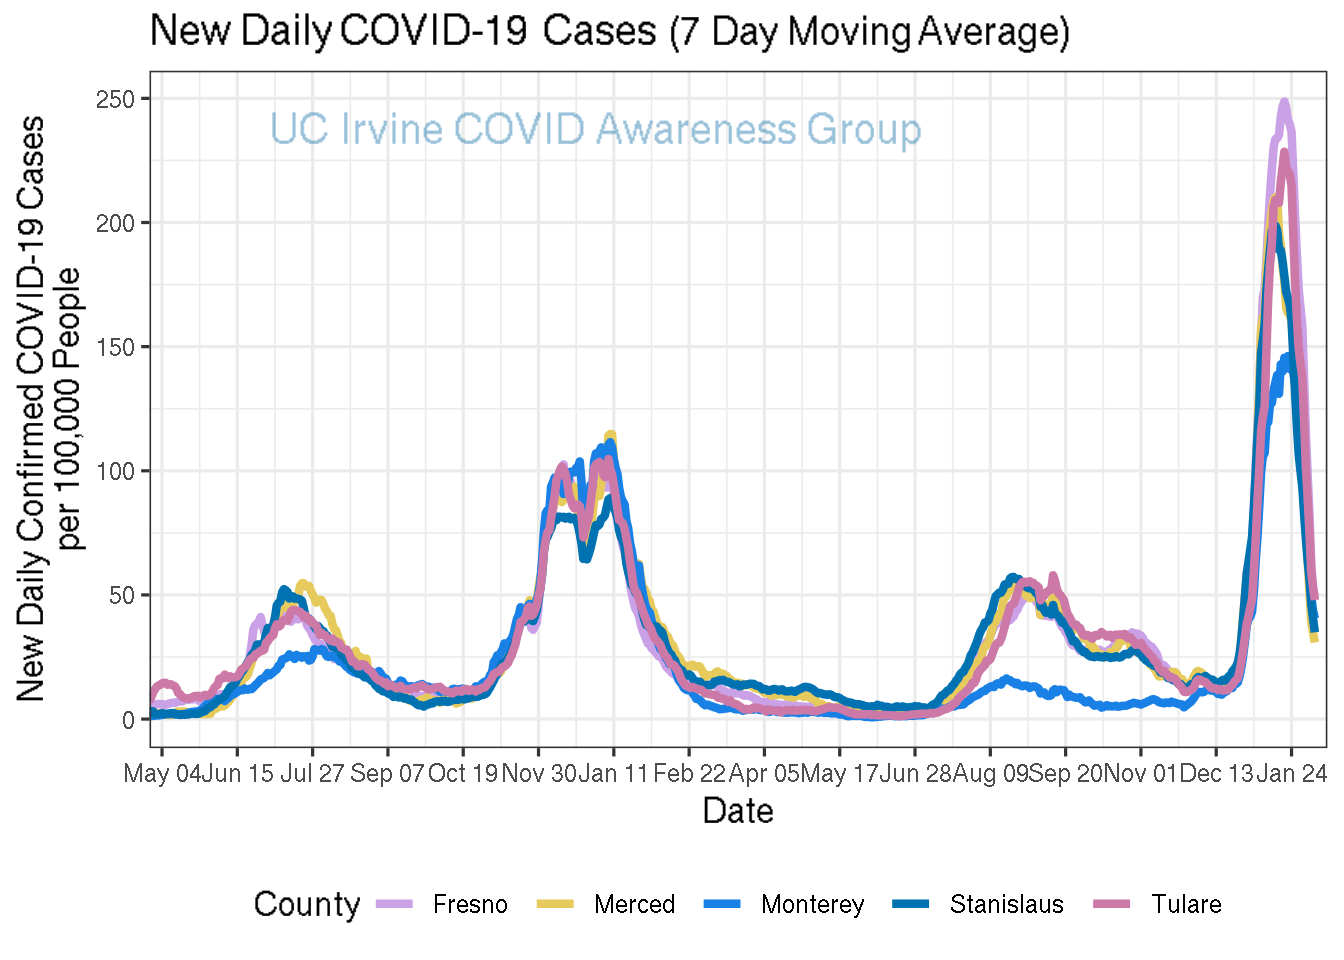 New Daily COVID-19 Cases (7 Day Moving Average)
UC Irvine COVID Awareness Group
New Daily Confirmed COVID-19 Cases
per 100,000 People
250
200
150
100
50
0
May 04 Jun 15 Jul 27 Sep 07 Oct 19 Nov 30 Jan 11 Feb 22 Apr 05 May 17 Jun 28 Aug 09 Sep 20 Nov 01 Dec 13 Jan 24
Date
County Fresno Merced Monterey Stanislaus Tulare